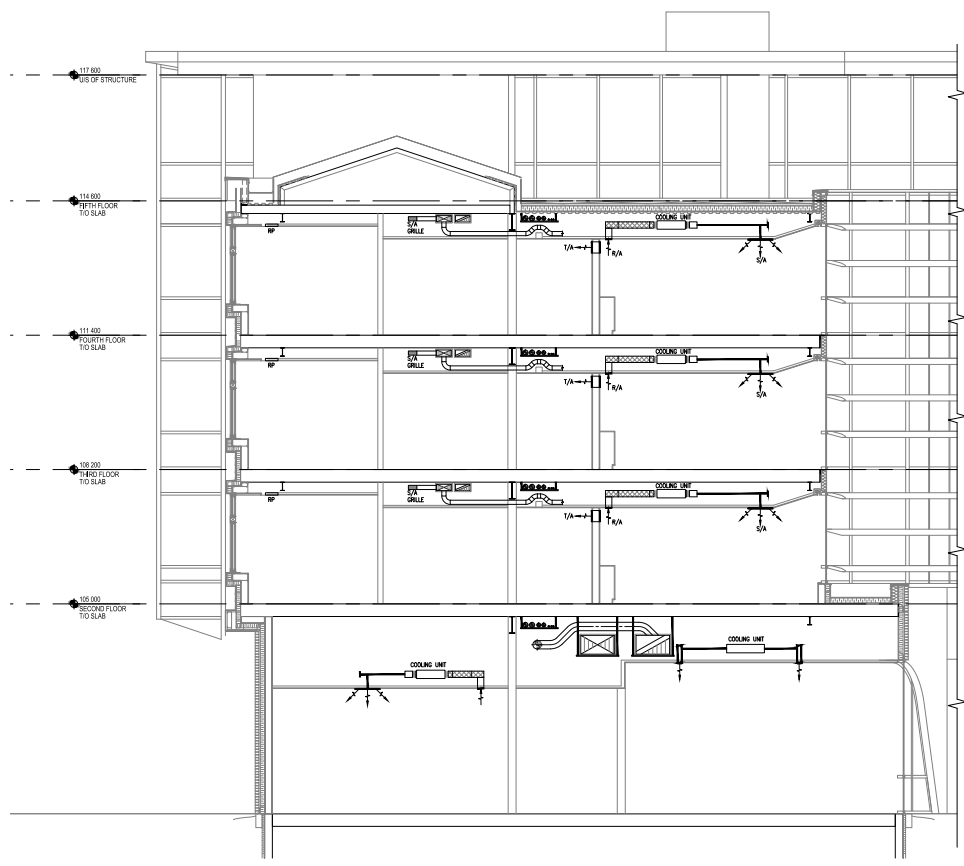 117 600
U/S OF STRUCTURE
114 600
FIFTH FLOOR
T/O SLAB
S/A
GRILLE
RP
COOLING UNIT
T/A
R/A
S/A
111 400
FOURTH FLOOR
T/O SLAB
S/A
GRILLE
RP
COOLING UNIT
T/A
R/A
S/A
108 200
THIRD FLOOR
T/O SLAB
S/A
GRILLE
RP
COOLING UNIT
T/A
R/A
S/A
105 000
SECOND FLOOR
T/O SLAB
COOLING UNIT
COOLING UNIT